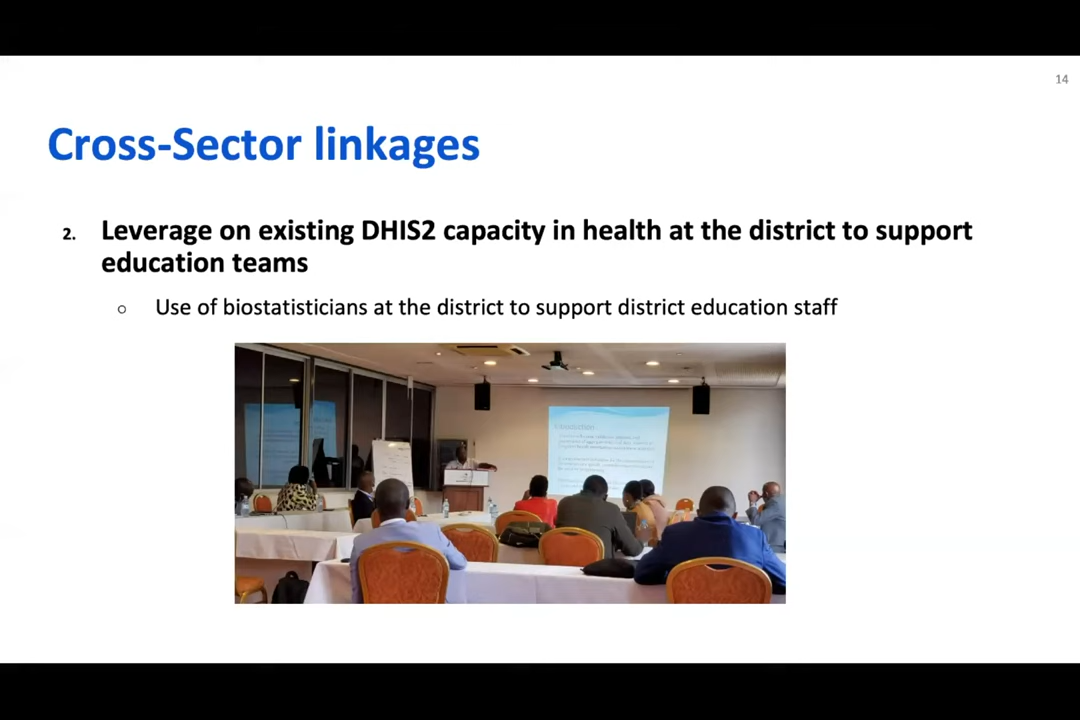 14
Cross-Sector linkages
2. Leverage on existing DHIS2 capacity in health at the district to support
education teams
○ Use of biostatisticians at the district to support district education staff